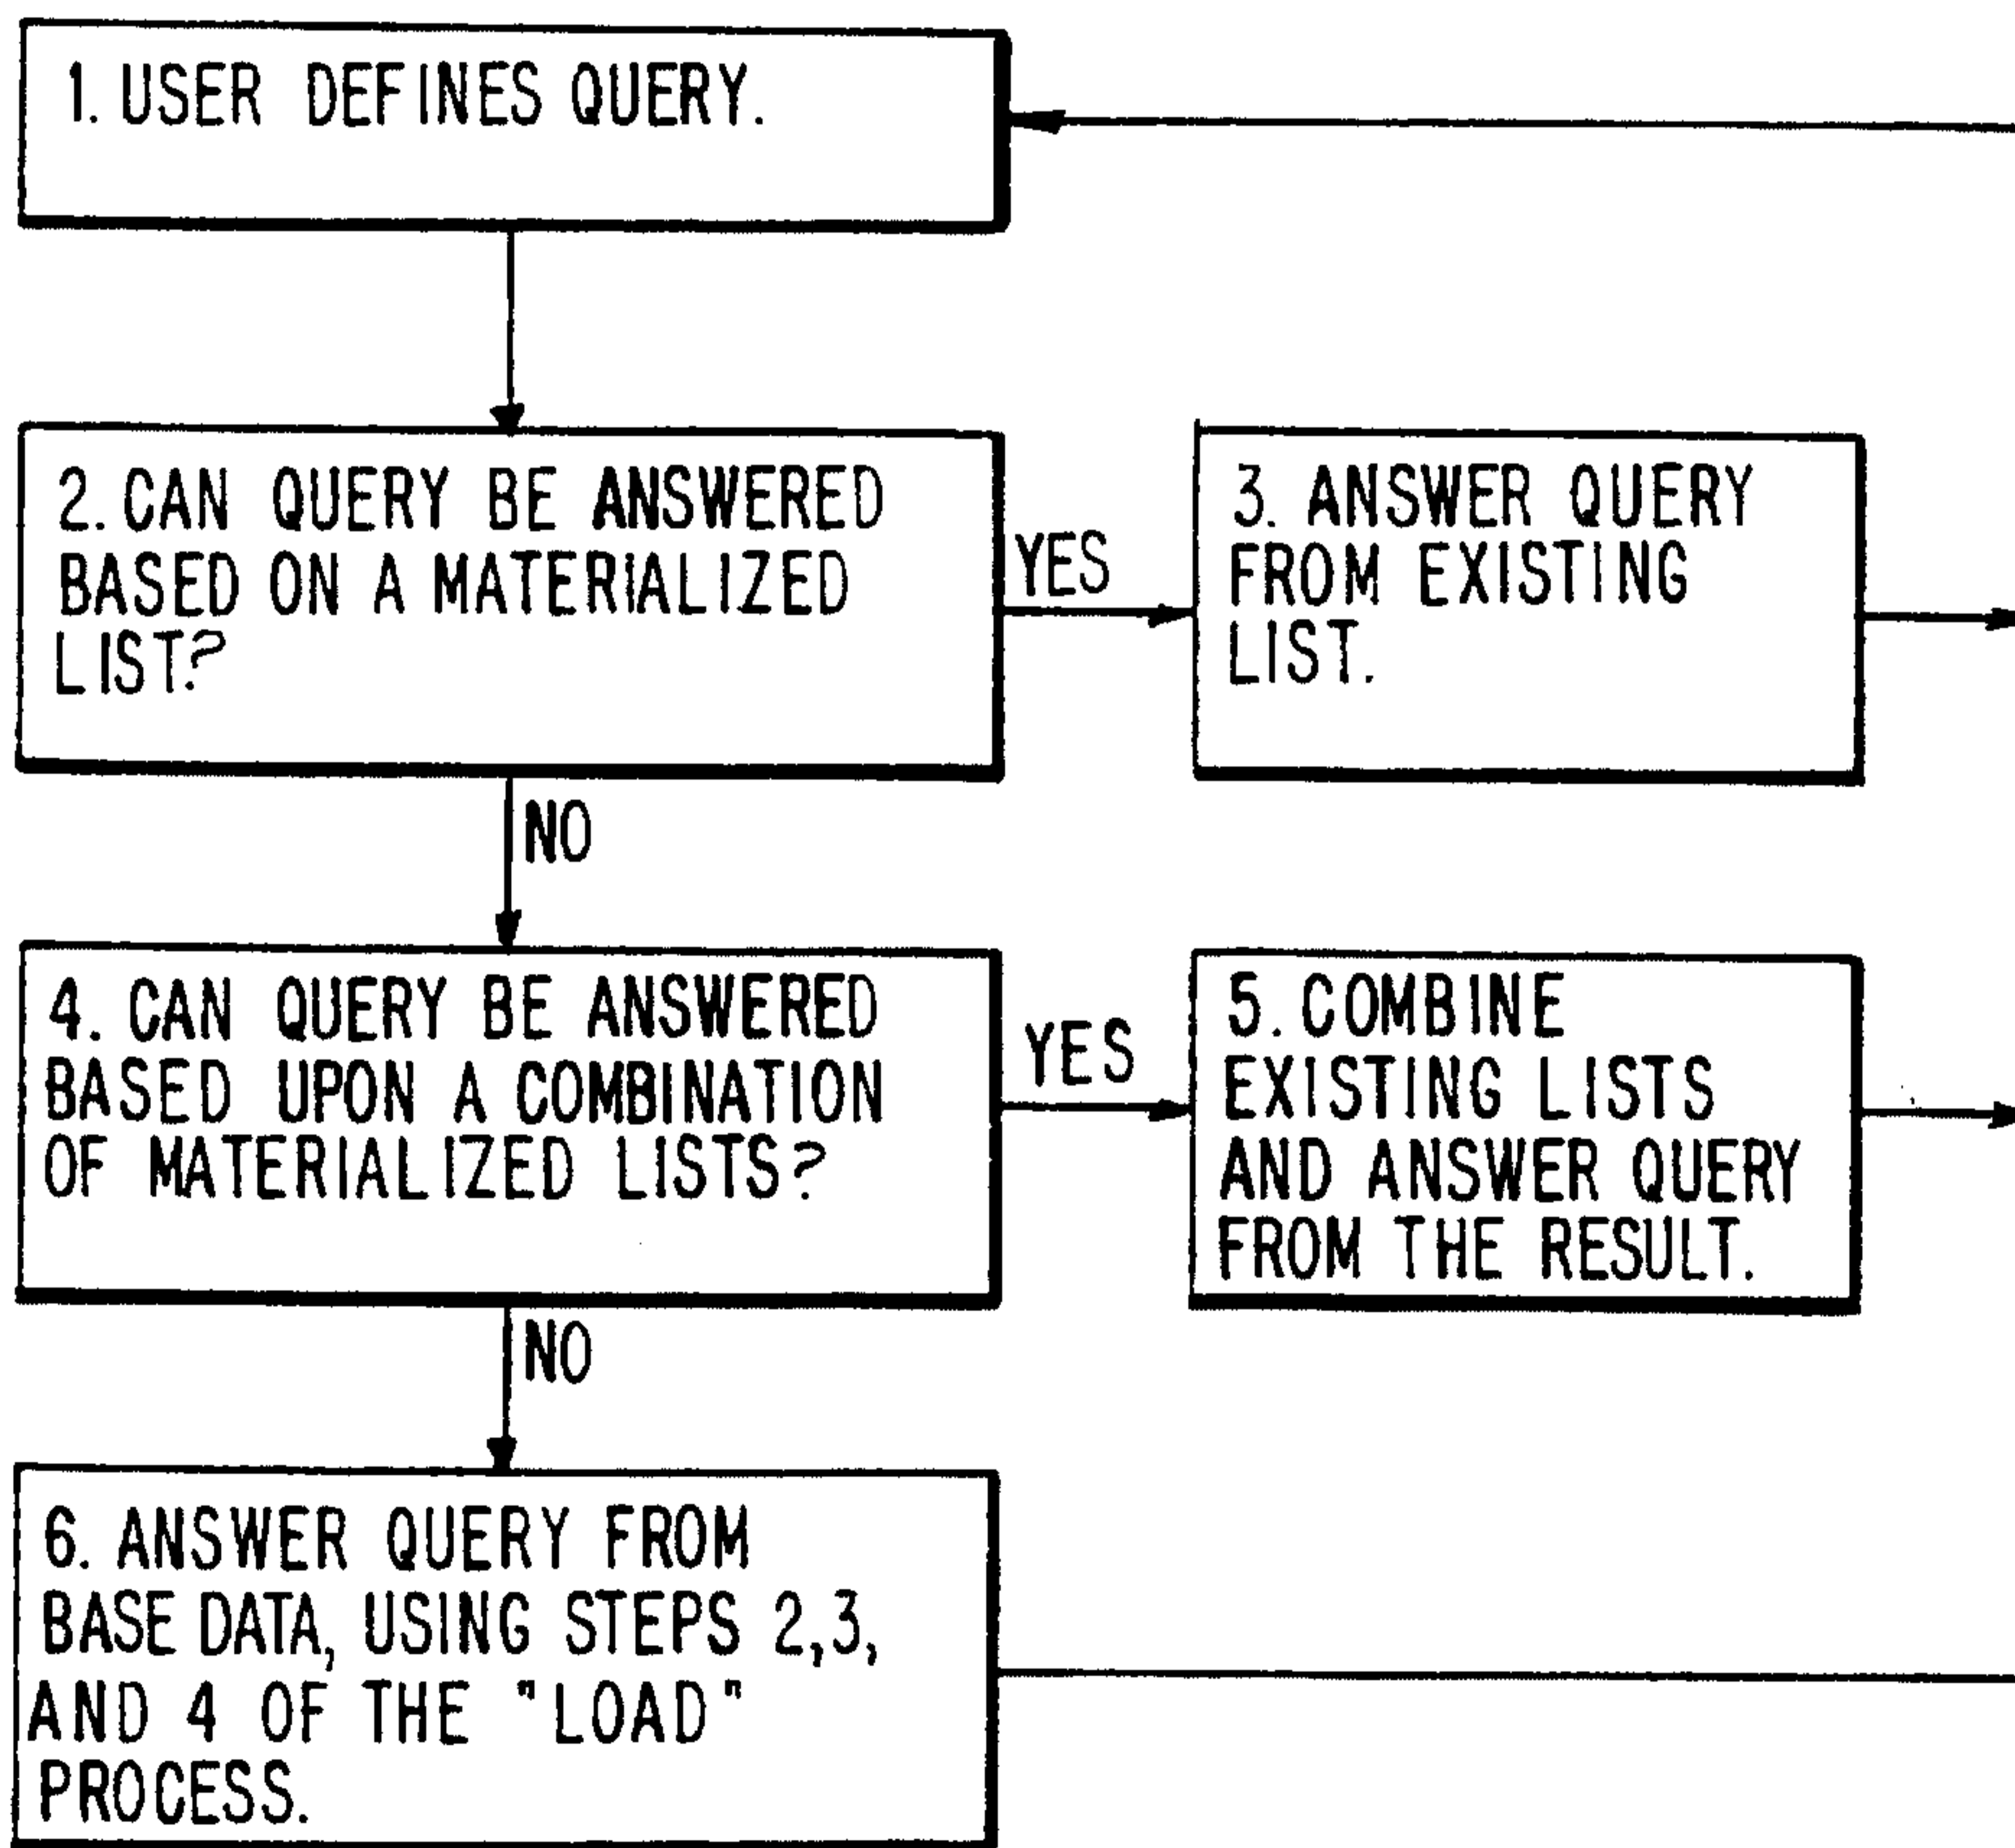 1. USER DEFINES QUERY.
2. CAN QUERY BE ANSWERED
BASED ON A MATERIALIZED
LIST?
YES
3. ANSWER QUERY
FROM EXISTING
LIST.
NO
4. CAN QUERY BE ANSWERED
BASED UPON A COMBINATION
OF MATERIALIZED LISTS?
YES
5. COMBINE
EXISTING LISTS
AND ANSWER QUERY
FROM THE RESULT.
NO
6. ANSWER QUERY FROM
BASE DATA, USING STEPS 2,3,
AND 4 OF THE "LOAD"
PROCESS.